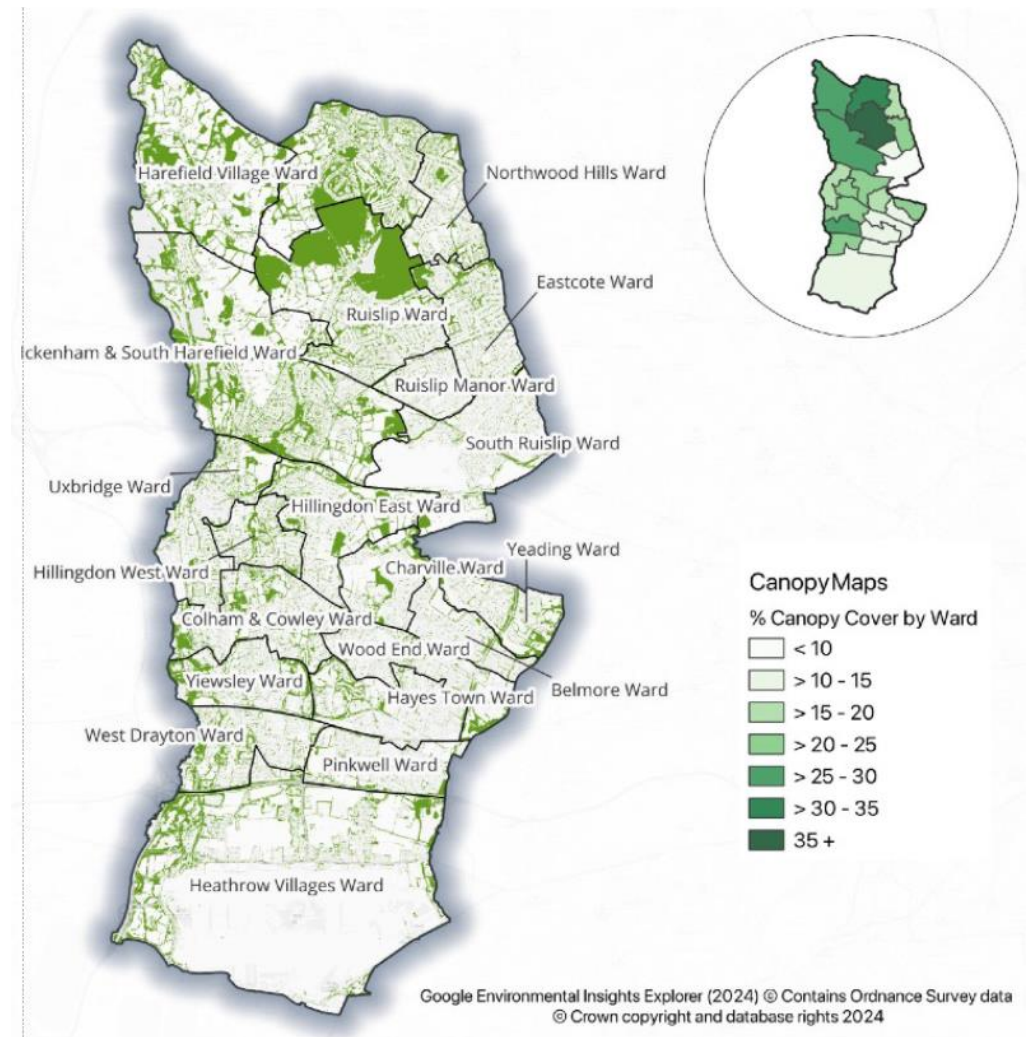 Harefield Village Ward
Northwood Hills Ward
Eastcote Ward
Ruislip Ward
Ickenham & South Harefield Ward
Ruislip Manor Ward
South Ruislip Ward
Uxbridge Ward
Hillingdon East Ward
Yeading Ward
Charville Ward
Hillingdon West Ward
Colham & Cowley Ward
Wood End Ward
Yiewsley Ward
Belmore Ward
Hayes Town Ward
West Drayton Ward
Pinkwell Ward
Heathrow Villages Ward
Canopy Maps
% Canopy Cover by Ward
< 10
> 10 - 15
> 15 - 20
> 20 - 25
> 25 - 30
> 30 - 35
35 +
Google Environmental Insights Explorer (2024) © Contains Ordnance Survey data
© Crown copyright and database rights 2024